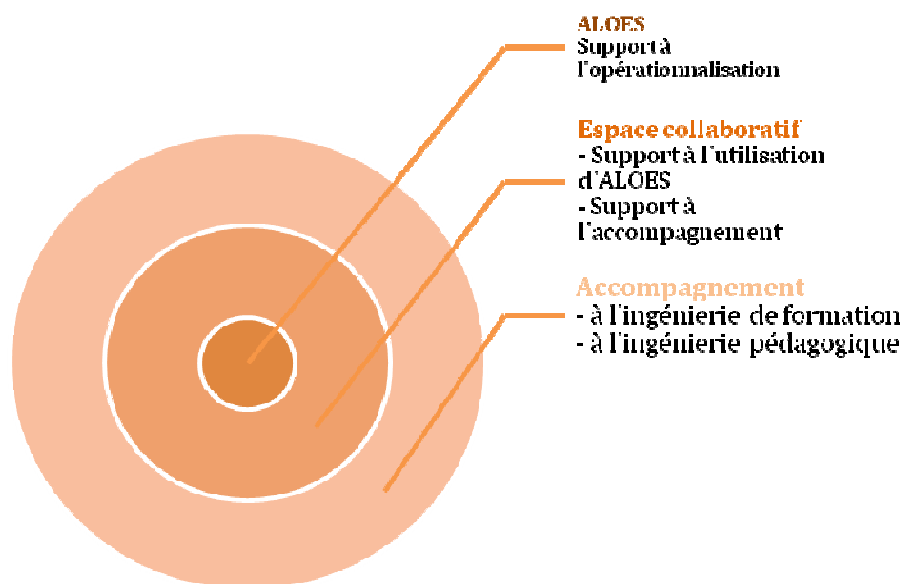 ALOES
Support à
l'opérationnalisation
Espace collaboratif
- Support à l'utilisation
d'ALOES
- Support à
l'accompagnement
Accompagnement
- à l'ingénierie de formation
- à l'ingénierie pédagogique